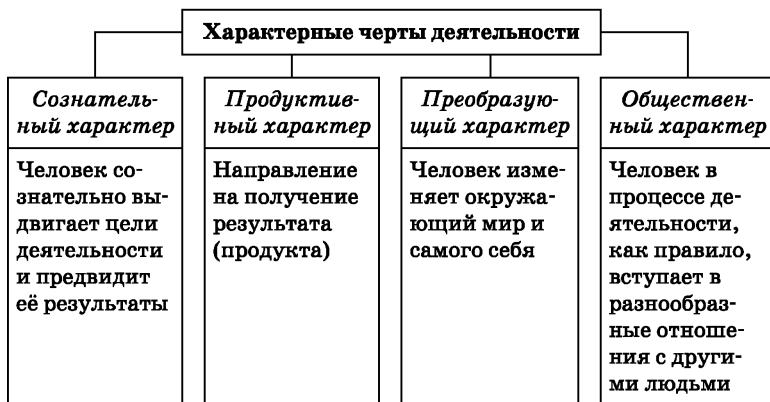 Характерные черты деятельности
Сознатель-
ный характер
Человек со-
знательно вы-
двигает цели
деятельности
и предвидит
её результаты
Продуктив-
ный характер
Направление
на получение
результата
(продукта)
Преобразую-
щий характер
Человек изме-
няет окружа-
ющий мир и
самого себя
Обществен-
ный характер
Человек в
процессе де-
ятельности,
как правило,
вступает в
разнообраз-
ные отноше-
ния с други-
ми людьми